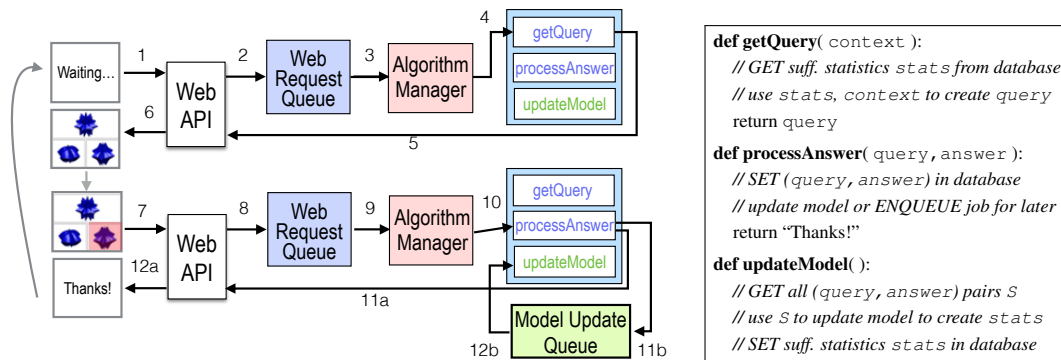 Waiting...
1
Web
API
2
Web
Request
Queue
3
Algorithm
Manager
4
getQuery
processAnswer
updateModel
5
6
7
Web
API
8
Web
Request
Queue
9
Algorithm
Manager
10
getQuery
processAnswer
updateModel
Thanks!
12a
11a
12b
Model Update
Queue
11b
def getQuery( context ):
// GET suff. statistics stats from database
// use stats, context to create query
return query
def processAnswer( query,answer ):
// SET (query,answer) in database
// update model or ENQUEUE job for later
return “Thanks!”
def updateModel( ):
// GET all (query,answer) pairs S
// use S to update model to create stats
// SET suff. statistics stats in database